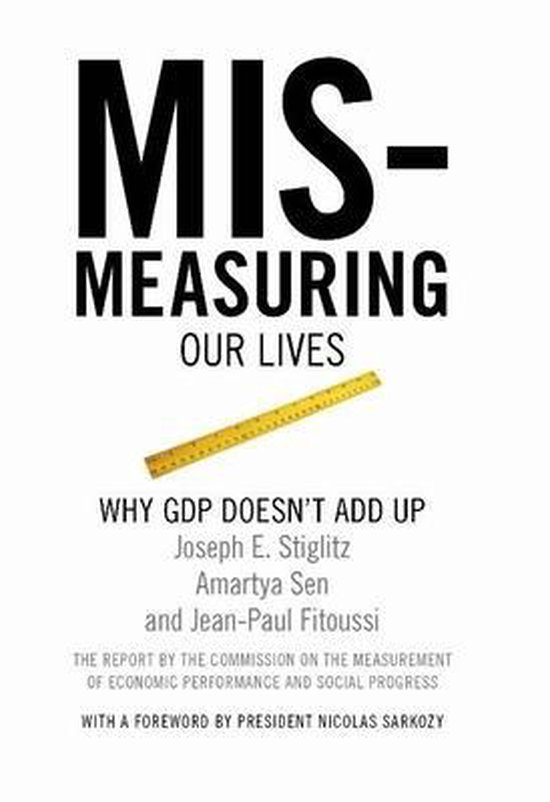 MIS-
MEASURING
OUR LIVES
WHY GDP DOESN'T ADD UP
Joseph E. Stiglitz
Amartya Sen
and Jean-Paul Fitoussi
THE REPORT BY THE COMMISSION ON THE MEASUREMENT
OF ECONOMIC PERFORMANCE AND SOCIAL PROGRESS
WITH A FOREWORD BY PRESIDENT NICOLAS SARKOZY